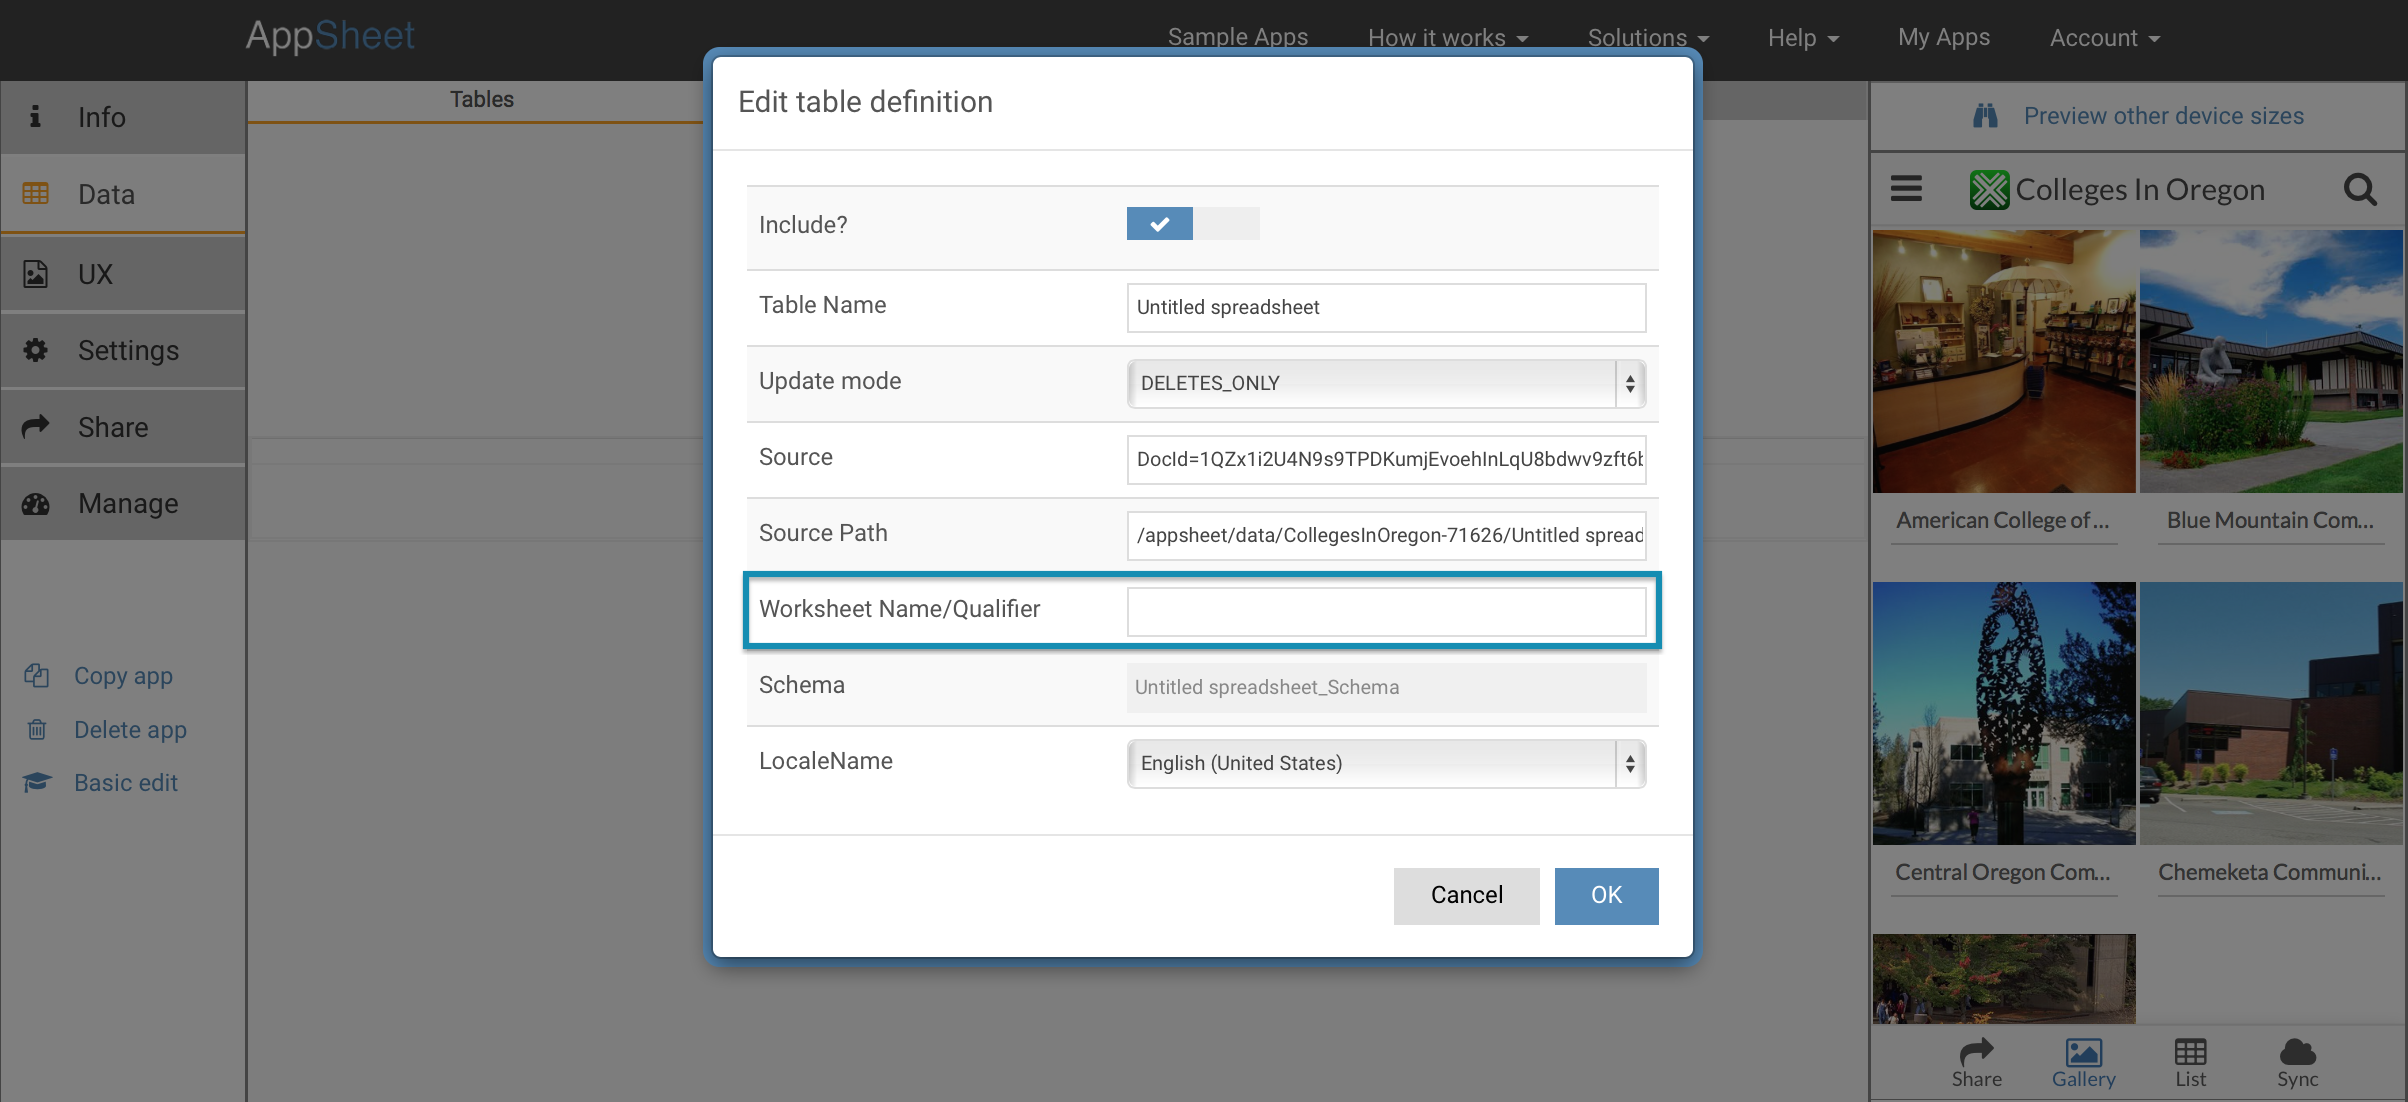 AppSheet
Sample Apps
How it works
Solutions
Help
My Apps
Account
Info
Data
UX
Settings
Share
Manage
Copy app
Delete app
Basic edit
Tables
Edit table definition
Include?
Table Name
Untitled spreadsheet
Update mode
DELETES_ONLY
Source
DocId=1QZx1i2U4N9s9TPDKumjEvoehInLqU8bdwv9zft6b
Source Path
/appsheet/data/CollegesInOregon-71626/Untitled spread
Worksheet Name/Qualifier
Schema
Untitled spreadsheet_Schema
LocaleName
English (United States)
Cancel
OK
Preview other device sizes
Colleges In Oregon
American College of...
Blue Mountain Com...
Central Oregon Com...
Chemeketa Communi...
Share
Gallery
List
Sync